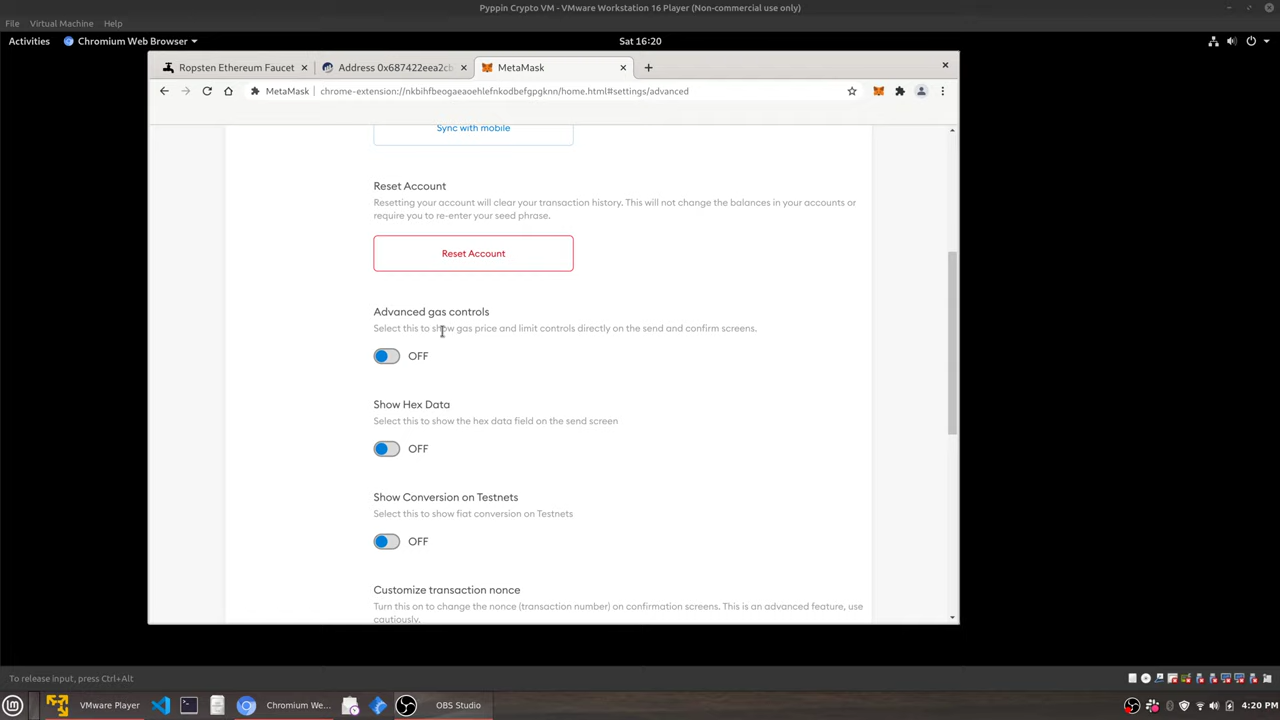 Pyppin Crypto VM - VMware Workstation 16 Player (Non-commercial use only)
File Virtual Machine Help
Activities Chromium Web Browser Sat 16:20
Ropsten Ethereum Faucet Address 0x687422eea2cb MetaMask
MetaMask chrome-extension://nkbihfbeogaeaoehlefnkodbefgpgknn/home.html#settings/advanced
Sync with mobile
Reset Account
Resetting your account will clear your transaction history. This will not change the balances in your accounts or
require you to re-enter your seed phrase.
Reset Account
Advanced gas controls
Select this to show gas price and limit controls directly on the send and confirm screens.
OFF
Show Hex Data
Select this to show the hex data field on the send screen
OFF
Show Conversion on Testnets
Select this to show fiat conversion on Testnets
OFF
Customize transaction nonce
Turn this on to change the nonce (transaction number) on confirmation screens. This is an advanced feature, use
cautiously.
To release input, press Ctrl+Alt
VMware Player Chromium We... OBS Studio 4:20 PM